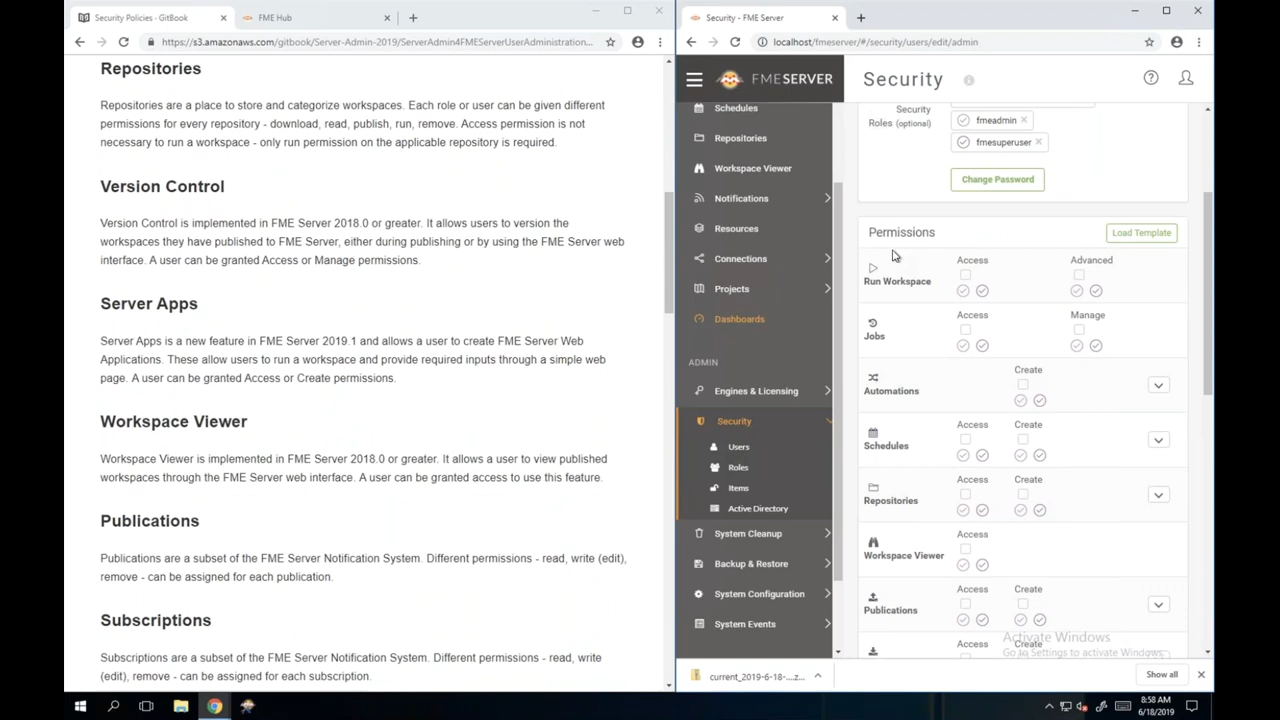 Security Policies - GitBook
FME Hub
https://s3.amazonaws.com/gitbook/Server-Admin-2019/ServerAdmin4FMEServerUserAdministration...
Repositories
Repositories are a place to store and categorize workspaces. Each role or user can be given different
permissions for every repository - download, read, publish, run, remove. Access permission is not
necessary to run a workspace - only run permission on the applicable repository is required.
Version Control
Version Control is implemented in FME Server 2018.0 or greater. It allows users to version the
workspaces they have published to FME Server, either during publishing or by using the FME Server web
interface. A user can be granted Access or Manage permissions.
Server Apps
Server Apps is a new feature in FME Server 2019.1 and allows a user to create FME Server Web
Applications. These allow users to run a workspace and provide required inputs through a simple web
page. A user can be granted Access or Create permissions.
Workspace Viewer
Workspace Viewer is implemented in FME Server 2018.0 or greater. It allows a user to view published
workspaces through the FME Server web interface. A user can be granted access to use this feature.
Publications
Publications are a subset of the FME Server Notification System. Different permissions - read, write (edit),
remove - can be assigned for each publication.
Subscriptions
Subscriptions are a subset of the FME Server Notification System. Different permissions - read, write
(edit), remove - can be assigned for each subscription.
Security - FME Server
localhost/fmeserver/#/security/users/edit/admin
FMESERVER
Security
Schedules
Repositories
Workspace Viewer
Notifications
Resources
Connections
Projects
Dashboards
ADMIN
Engines & Licensing
Security
Users
Roles
Items
Active Directory
System Cleanup
Backup & Restore
System Configuration
System Events
Security
Roles (optional)
fmeadmin
fmesuperuser
Change Password
Permissions
Load Template
Access
Advanced
Run Workspace
Access
Manage
Jobs
Create
Automations
Access
Create
Schedules
Access
Create
Repositories
Access
Workspace Viewer
Access
Create
Publications
Access
Create
Activate Windows
Go to Settings to activate Windows.
current_2019-6-18-....z...
Show all
8:58 AM
6/18/2019